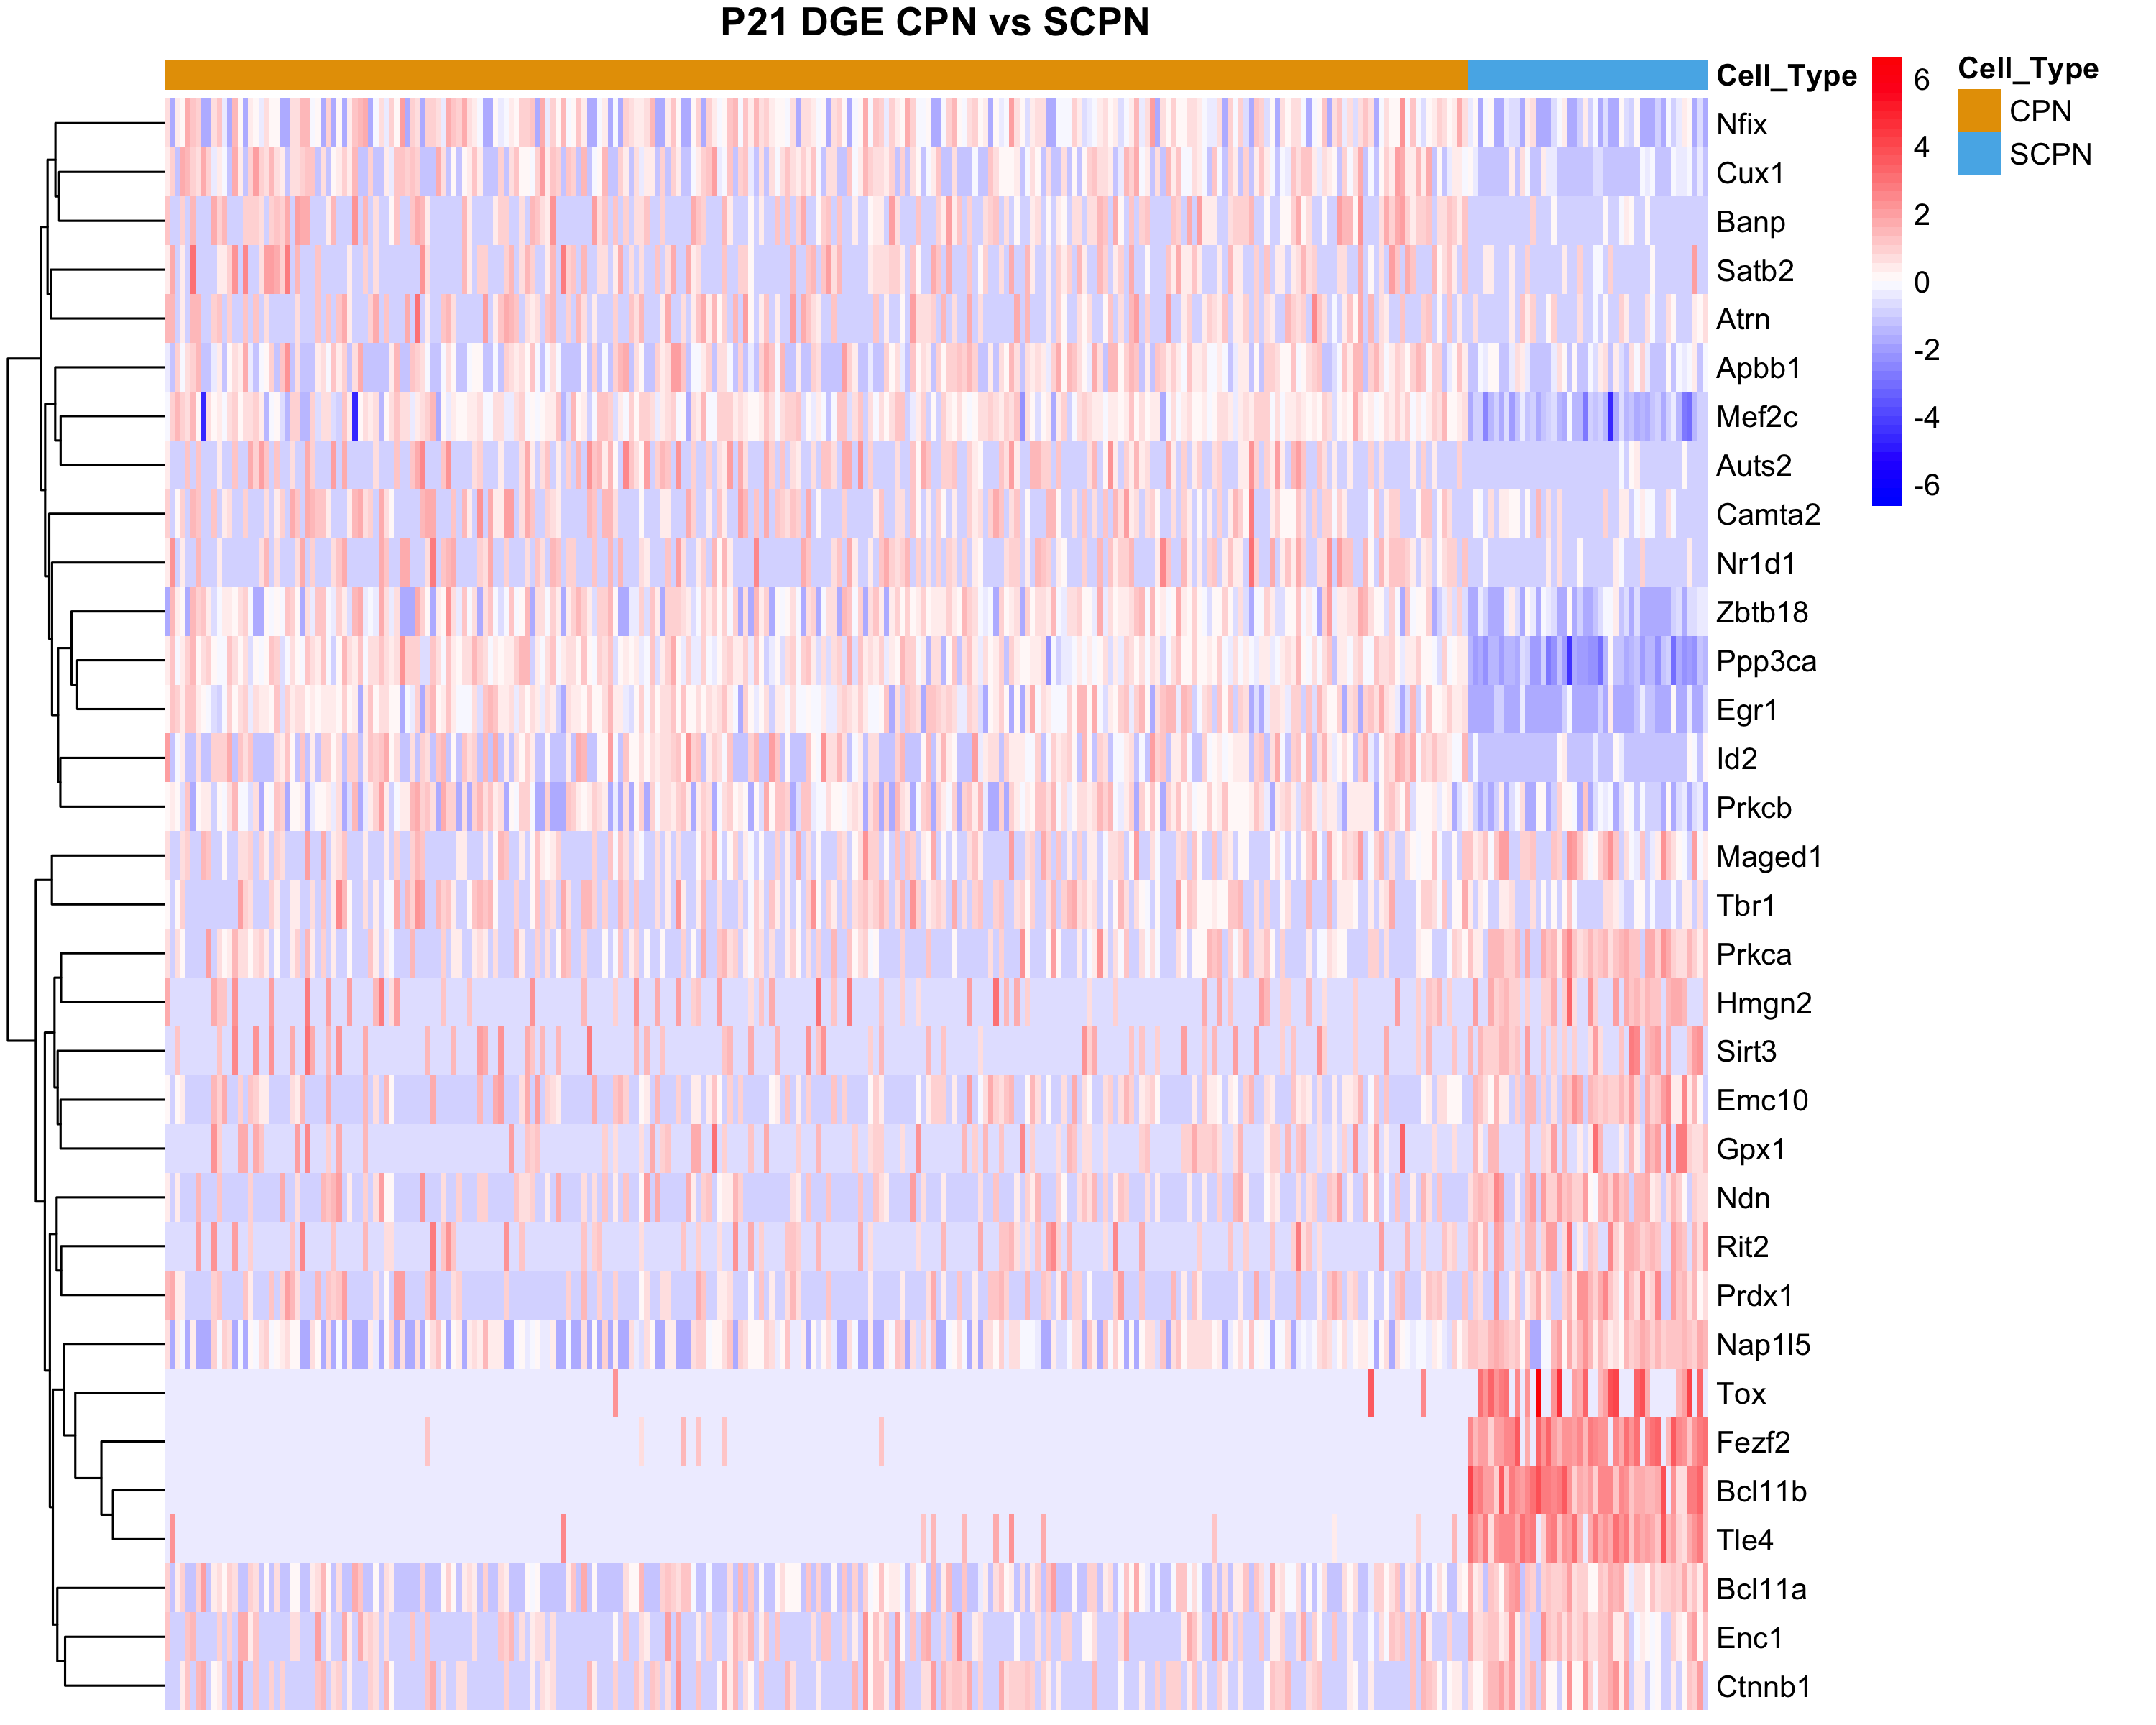 P21 DGE CPN vs SCPN
Cell_Type
Nfix
Cux1
Banp
Satb2
Atrn
Apbb1
Mef2c
Auts2
Camta2
Nr1d1
Zbtb18
Ppp3ca
Egr1
Id2
Prkcb
Maged1
Tbr1
Prkca
Hmgn2
Sirt3
Emc10
Gpx1
Ndn
Rit2
Prdx1
Nap1l5
Tox
Fezf2
Bcl11b
Tle4
Bcl11a
Enc1
Ctnnb1
6
4
2
0
-2
-4
-6
Cell_Type
CPN
SCPN